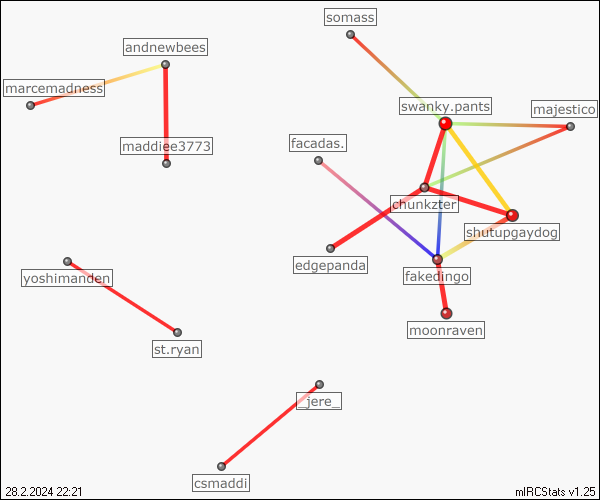 somass
andnewbees
marcemadness
swanky.pants
majestico
maddiee3773
facadas.
chunkzter
shutupgaydog
edgepanda
fakedingo
yoshimanden
moonraven
st.ryan
_jere_
csmaddi
28.2.2024 22:21
mIRCStats v1.25